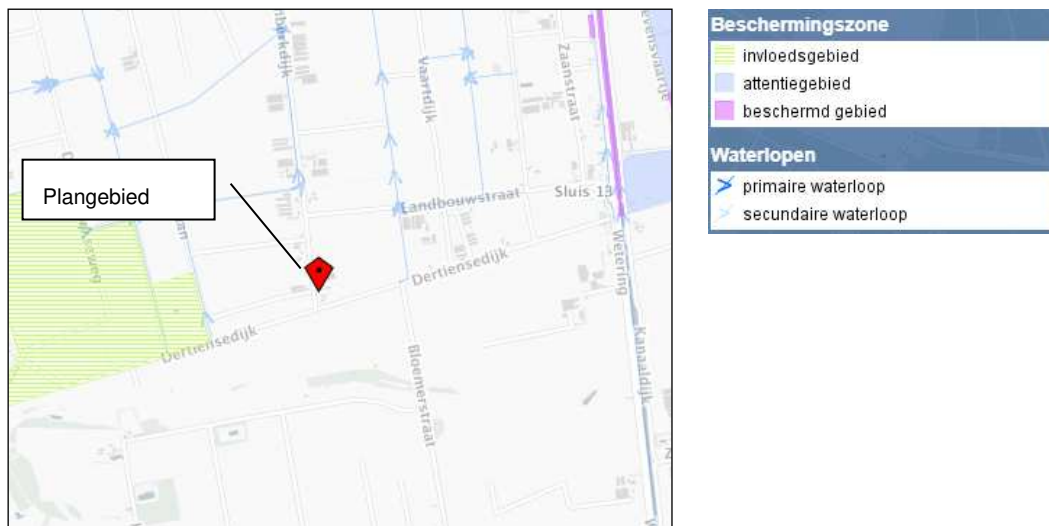 Vaartdijk
Zaanstraat
Plangebied
Landbouwstraat
Sluis 13
Wetering
Dertiensedijk
Dertiensedijk
Bloemerstraat
Kanaaldijk
Beschermingszone
invloedsgebied
attentiegebied
beschermd gebied
Waterlopen
primaire waterloop
secundaire waterloop